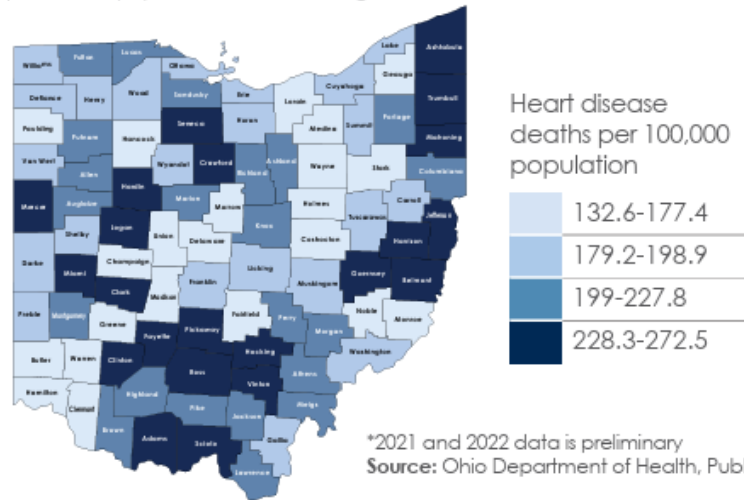 Ashtabula
Lake
Williams
Fulton
Lucas
Ottawa
Geauga
Cuyahoga
Trumbull
Defiance
Henry
Wood
Sandusky
Erie
Lorain
Portage
Summit
Medina
Mahoning
Paulding
Putnam
Hancock
Seneca
Huron
Van Wert
Wyandot
Crawford
Ashland
Richland
Wayne
Stark
Columbiana
Allen
Hardin
Marion
Mercer
Auglaize
Morrow
Holmes
Carroll
Tuscarawas
Jefferson
Logan
Knox
Shelby
Union
Delaware
Coshocton
Harrison
Darke
Champaign
Licking
Guernsey
Belmont
Miami
Clark
Madison
Franklin
Muskingum
Preble
Montgomery
Greene
Fairfield
Perry
Noble
Monroe
Morgan
Fayette
Pickaway
Butler
Warren
Clinton
Hocking
Washington
Ross
Athens
Hamilton
Clermont
Highland
Vinton
Pike
Meigs
Jackson
Brown
Adams
Scioto
Gallia
Lawrence
Heart disease
deaths per 100,000
population
132.6-177.4
179.2-198.9
199-227.8
228.3-272.5
*2021 and 2022 data is preliminary
Source: Ohio Department of Health, Publ